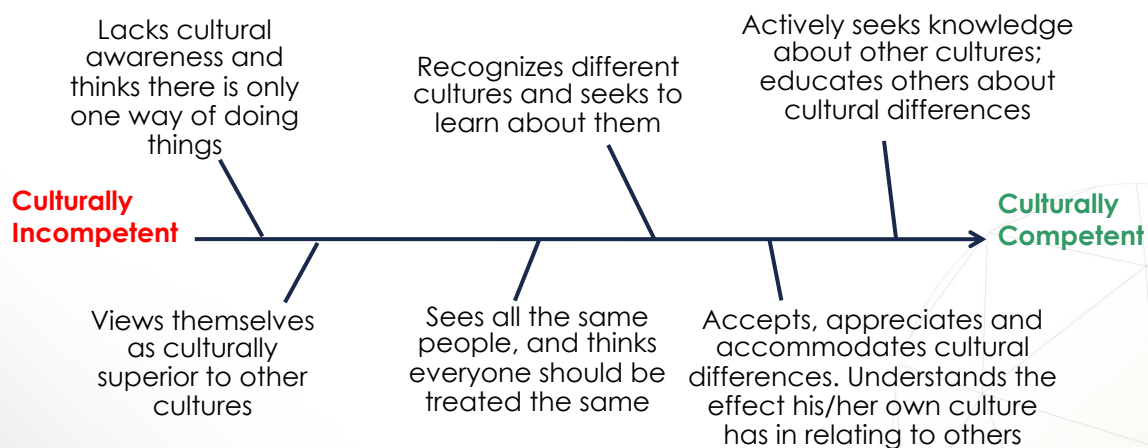 Lacks cultural
awareness and
thinks there is only
one way of doing
things
Recognizes different
cultures and seeks to
learn about them
Actively seeks knowledge
about other cultures;
educates others about
cultural differences
Culturally
Incompetent
Culturally
Competent
Views themselves
as culturally
superior to other
cultures
Sees all the same
people, and thinks
everyone should be
treated the same
Accepts, appreciates and
accommodates cultural
differences. Understands the
effect his/her own culture
has in relating to others